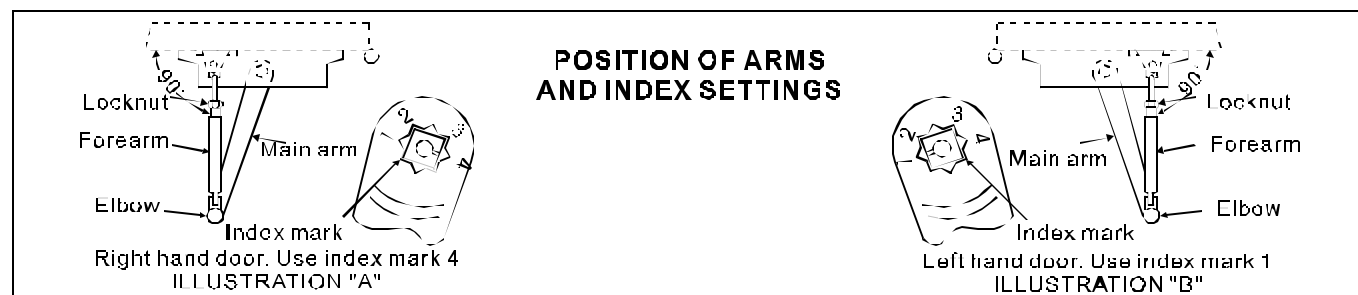 POSITION OF ARMS
AND INDEX SETTINGS
90°
Locknut
Forearm
Main arm
Elbow
2
3
4
Index mark
Right hand door. Use index mark 4
ILLUSTRATION "A"
90°
Locknut
Main arm
Forearm
Elbow
1
2
3
4
Index mark
Left hand door. Use index mark 1
ILLUSTRATION "B"